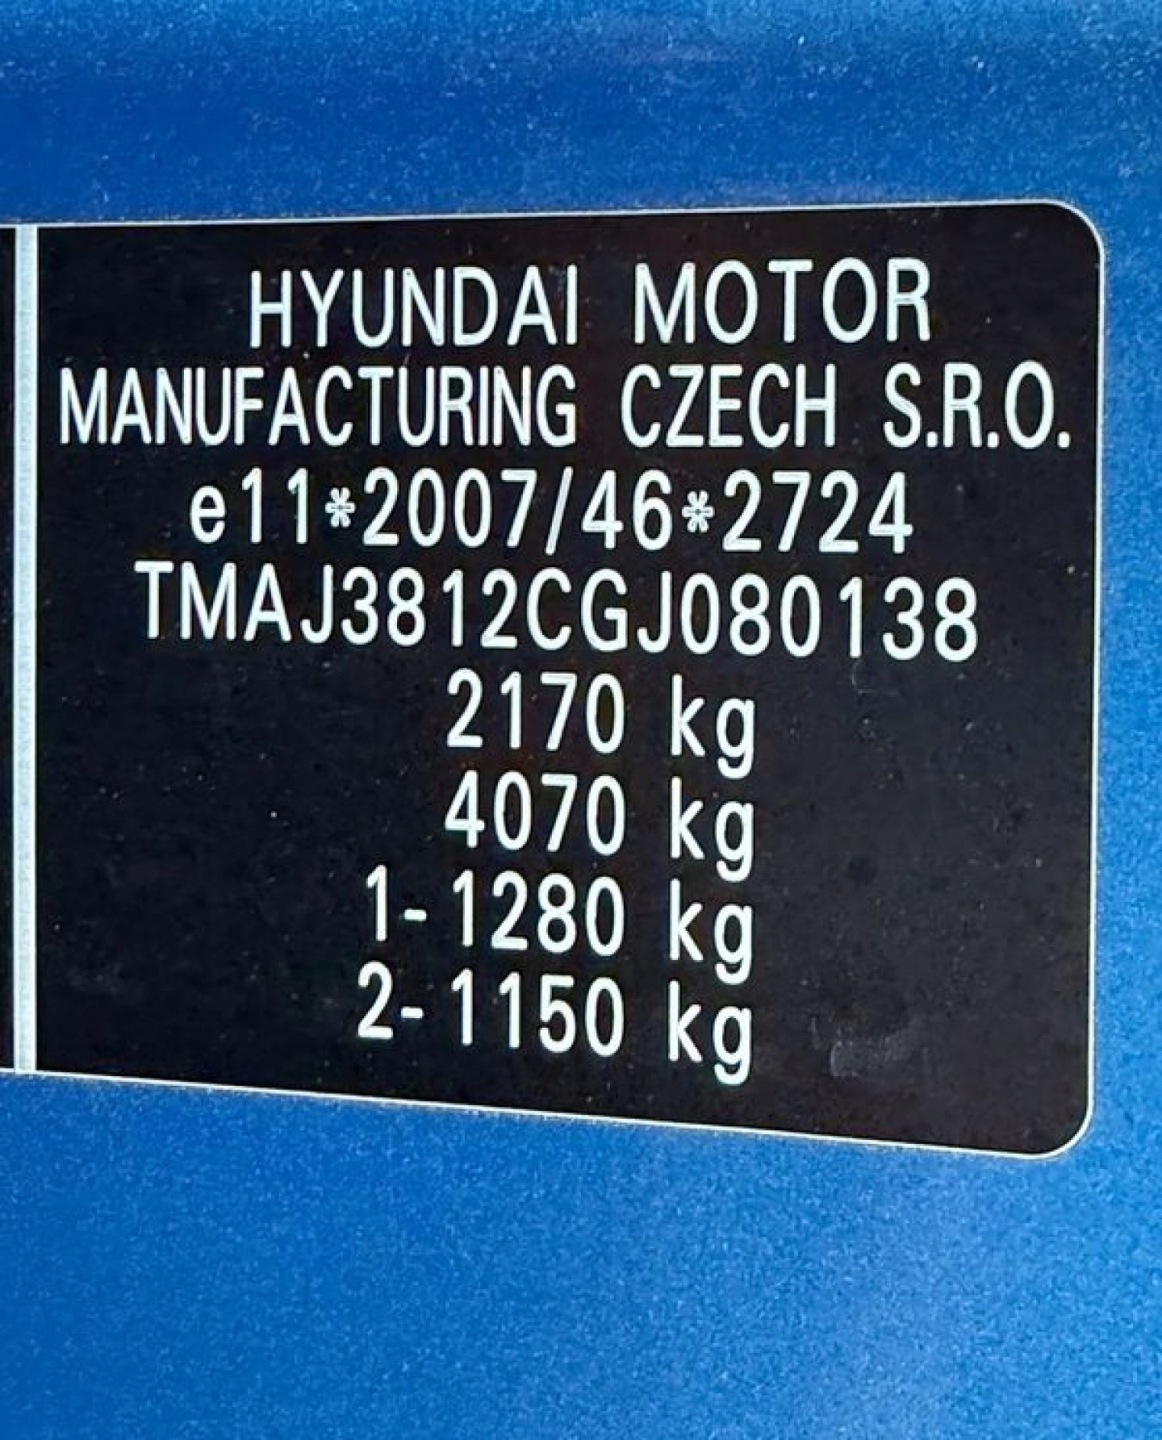 HYUNDAI MOTOR
MANUFACTURING CZECH S.R.O.
e11*2007/46*2724
TMAJ3812CGJ080138
2170 kg
4070 kg
1-1280 kg
2-1150 kg